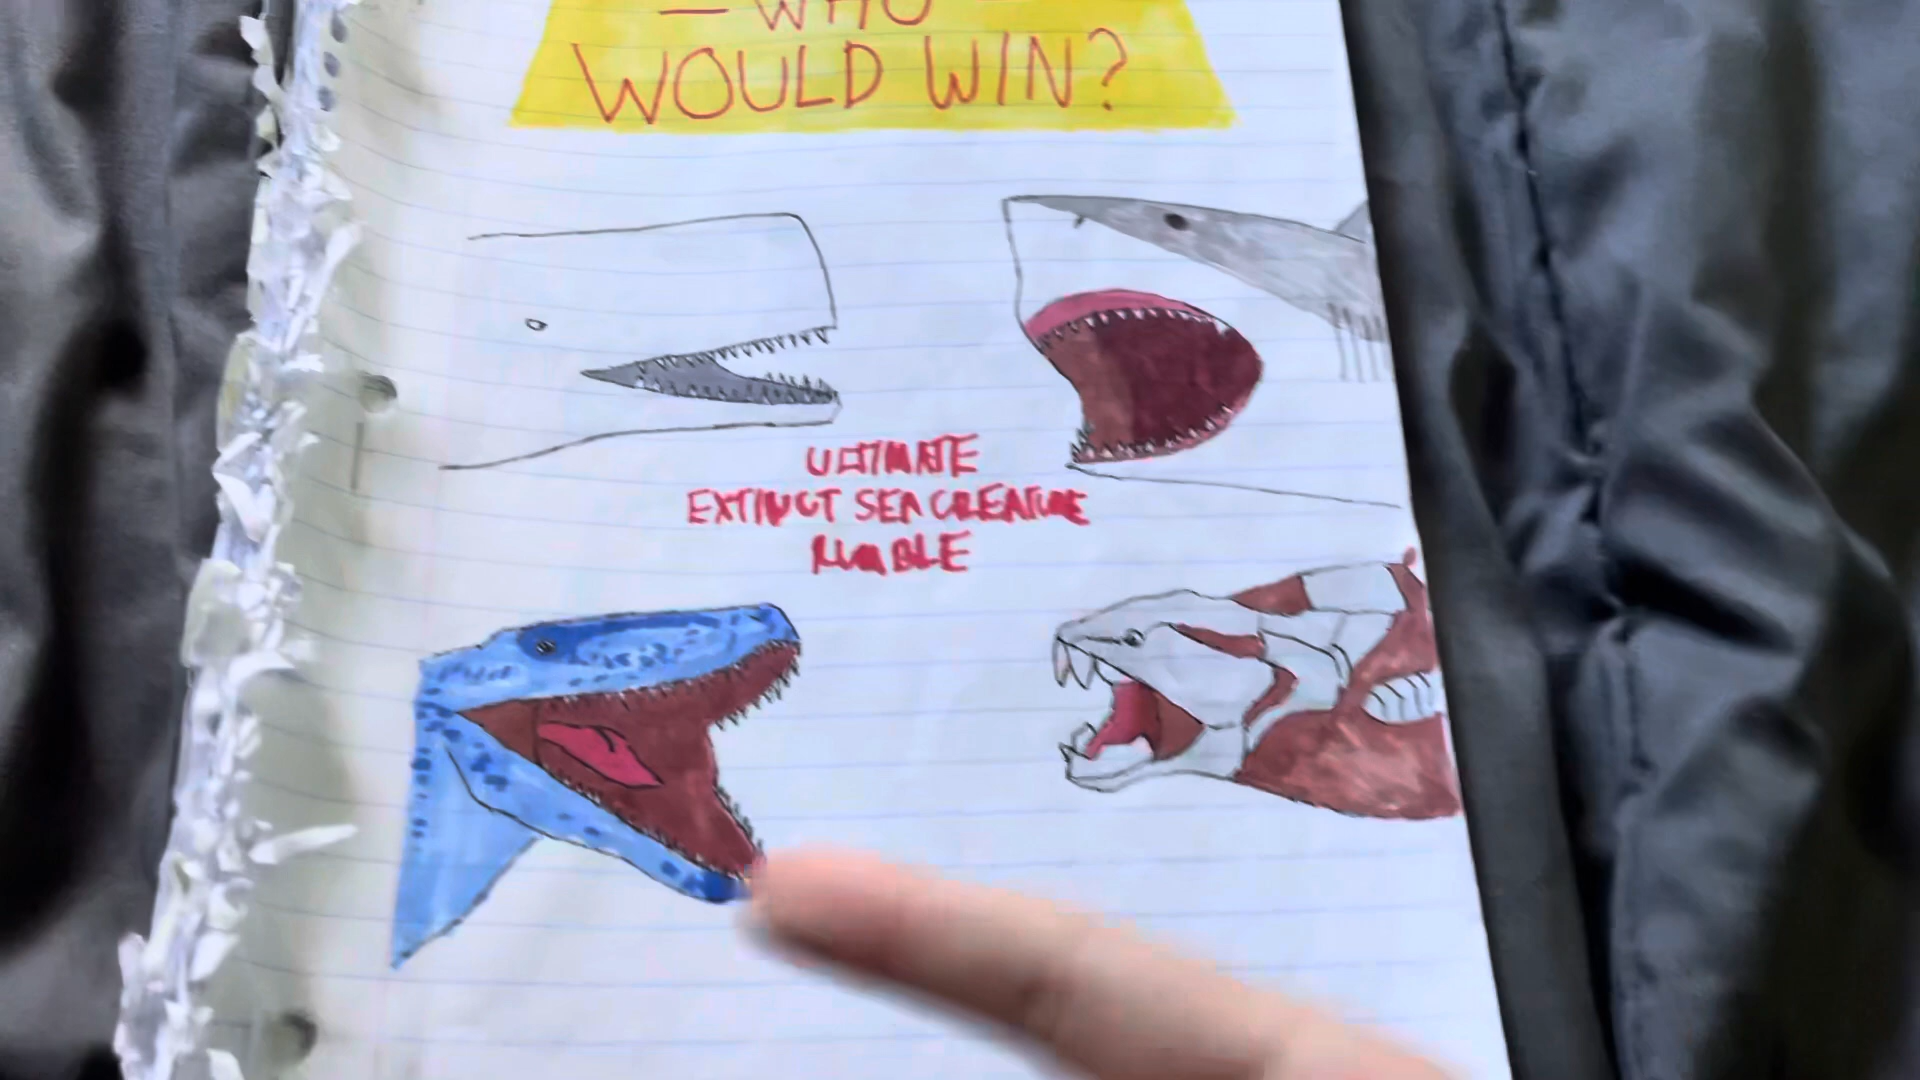 — WHO —
WOULD WIN?
ULTIMATE
EXTINCT SEA CREATURE
RUMBLE